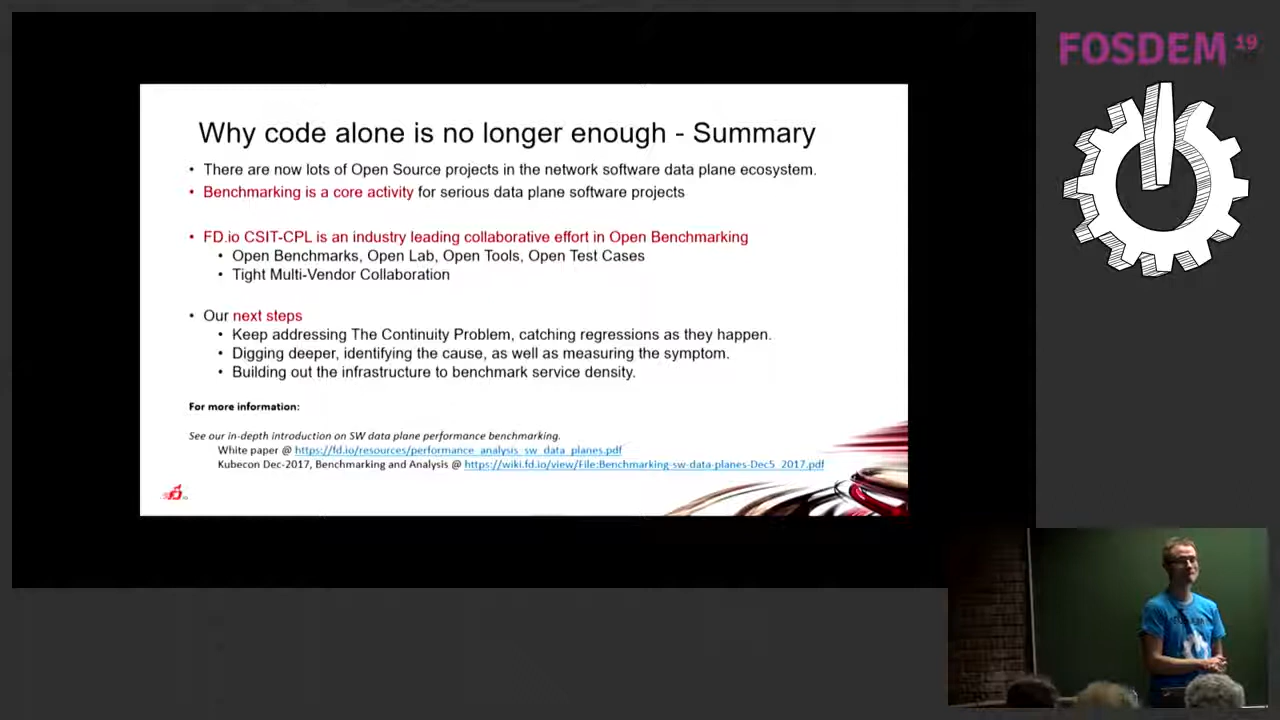 FOSDEM 19
Why code alone is no longer enough - Summary
• There are now lots of Open Source projects in the network software data plane ecosystem.
• Benchmarking is a core activity for serious data plane software projects
• FD.io CSIT-CPL is an industry leading collaborative effort in Open Benchmarking
• Open Benchmarks, Open Lab, Open Tools, Open Test Cases
• Tight Multi-Vendor Collaboration
• Our next steps
• Keep addressing The Continuity Problem, catching regressions as they happen.
• Digging deeper, identifying the cause, as well as measuring the symptom.
• Building out the infrastructure to benchmark service density.
For more information:
See our in-depth introduction on SW data plane performance benchmarking.
White paper @ https://fd.io/resources/performance_analysis_sw_data_planes.pdf
Kubecon Dec-2017, Benchmarking and Analysis @ https://wiki.fd.io/view/File:Benchmarking-sw-data-planes-Dec5_2017.pdf